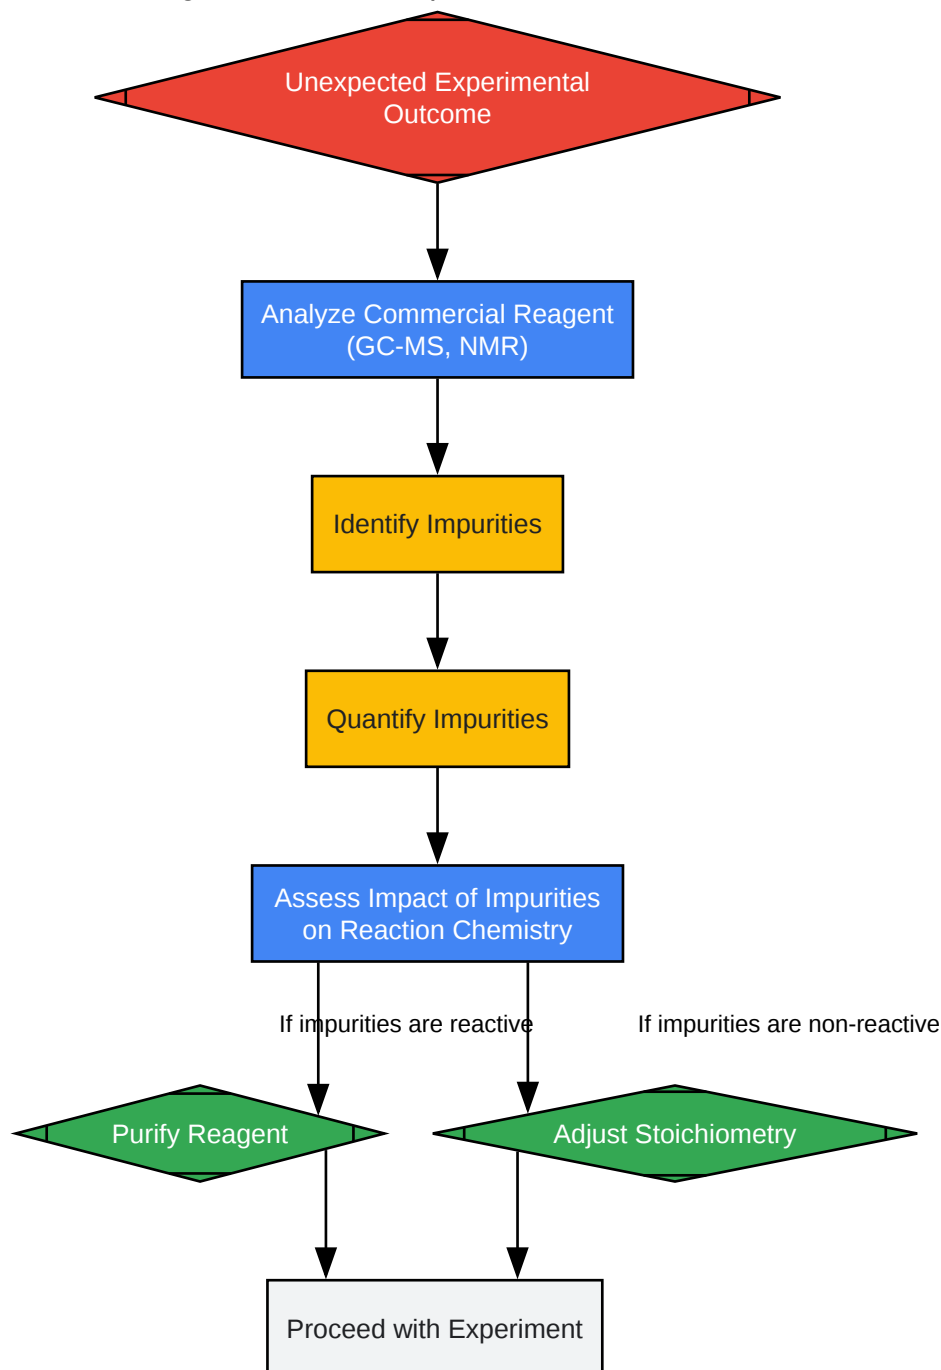 Unexpected Experimental
Outcome
Analyze Commercial Reagent
(GC-MS, NMR)
Identify Impurities
Quantify Impurities
Assess Impact of Impurities
on Reaction Chemistry
If impurities are reactive
If impurities are non-reactive
Purify Reagent
Adjust Stoichiometry
Proceed with Experiment